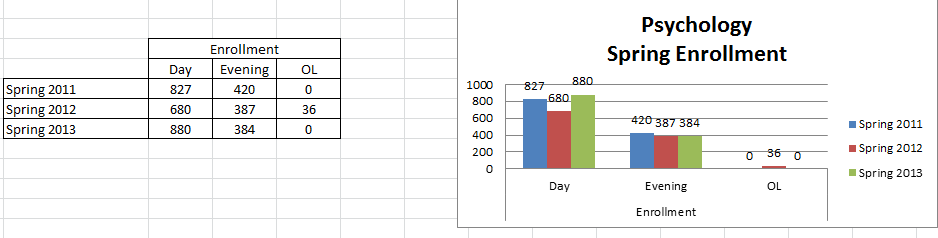 Enrollment
Day Evening OL
Spring 2011 827 420 0
Spring 2012 680 387 36
Spring 2013 880 384 0
Psychology
Spring Enrollment
1000
800
600
400
200
0
827 680 880
420 387 384
0 36 0
Day Evening OL
Enrollment
Spring 2011
Spring 2012
Spring 2013